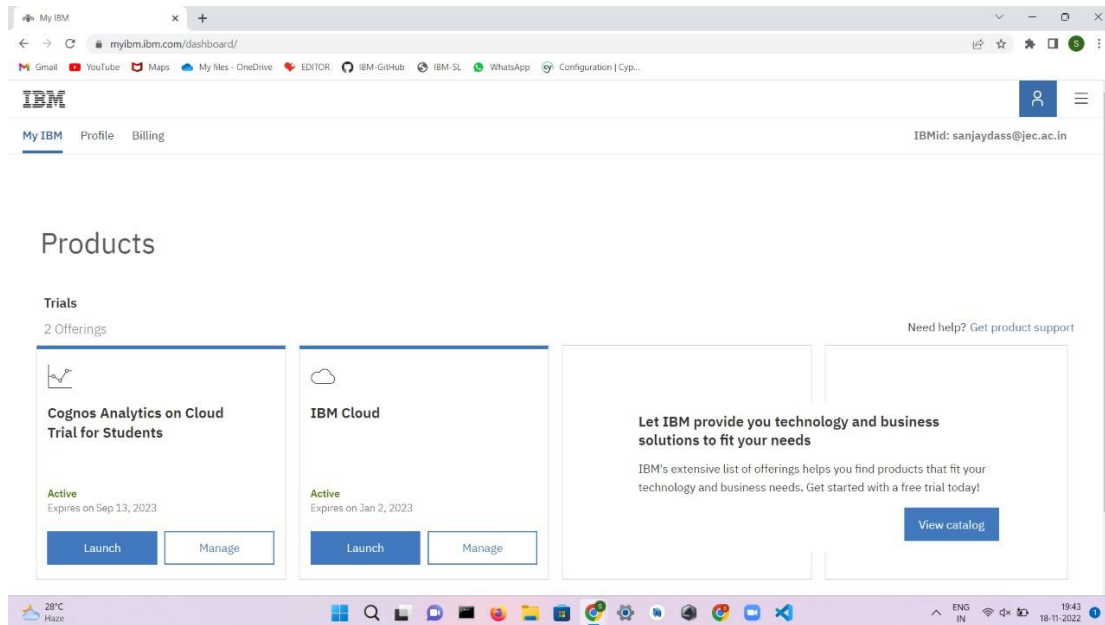 My IBM
myibm.ibm.com/dashboard/
Gmail YouTube Maps My files - OneDrive EDITOR IBM-GitHub IBM-SL WhatsApp Configuration | Cyp...
IBM
My IBM Profile Billing IBMid: sanjaydass@jec.ac.in
Products
Trials
2 Offerings
Need help? Get product support
Cognos Analytics on Cloud
Trial for Students
Active
Expires on Sep 13, 2023
Launch Manage
IBM Cloud
Active
Expires on Jan 2, 2023
Launch Manage
Let IBM provide you technology and business
solutions to fit your needs
IBM's extensive list of offerings helps you find products that fit your
technology and business needs. Get started with a free trial today!
View catalog
28°C
Haze
ENG
IN
19:43
18-11-2022